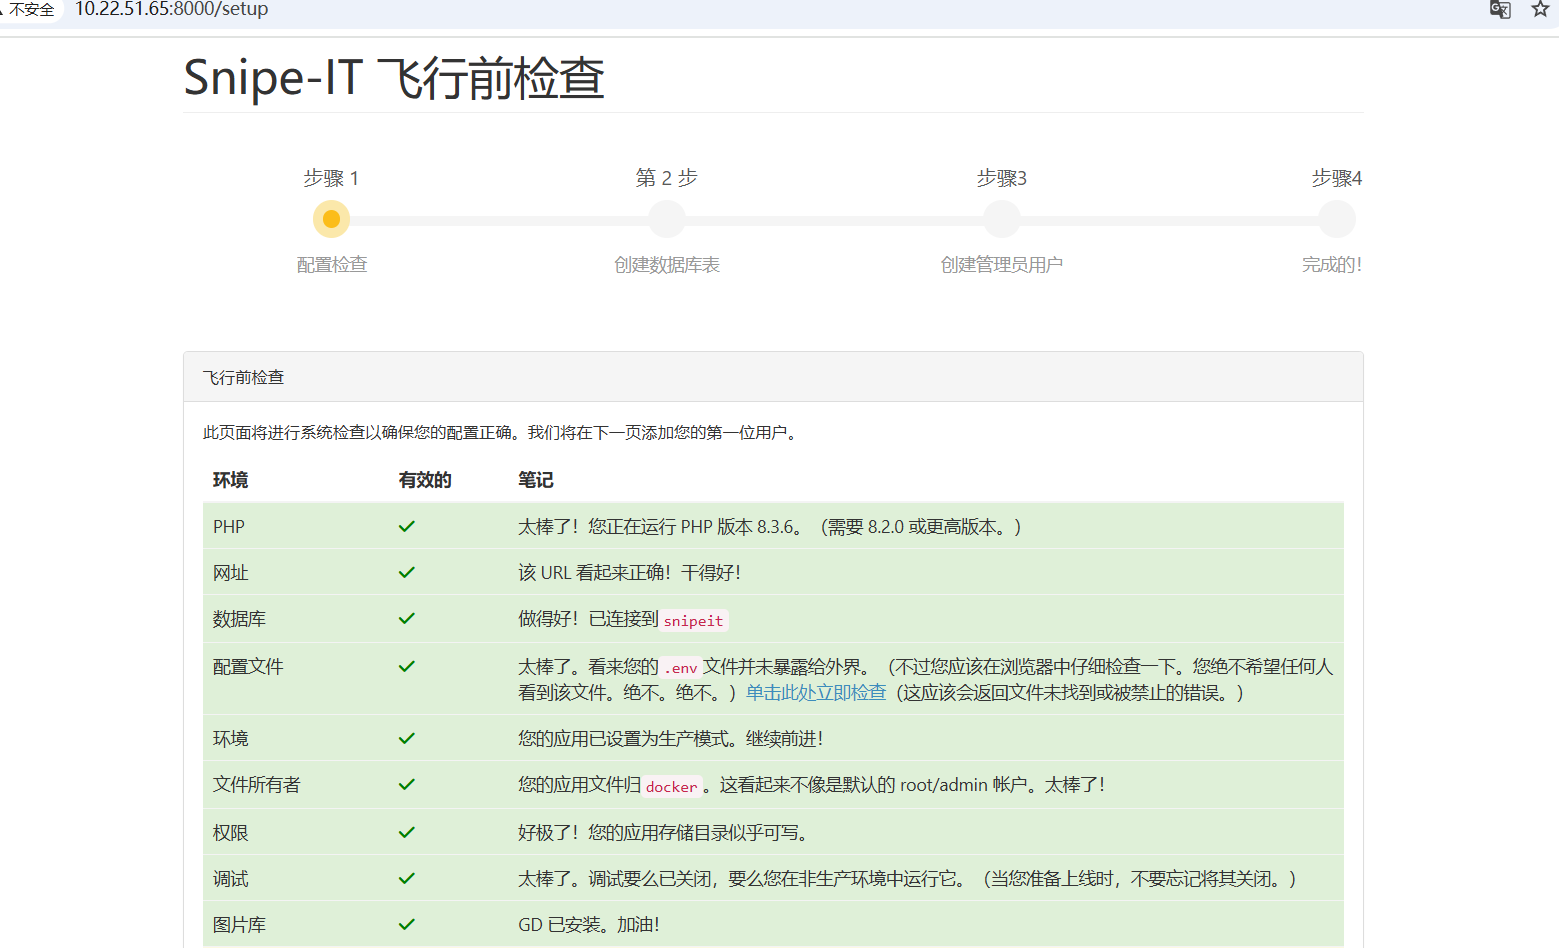 不安全 10.22.51.65:8000/setup
Snipe-IT 飞行前检查
步骤 1
第 2 步
步骤3
步骤4
配置检查
创建数据库表
创建管理员用户
完成的！
飞行前检查
此页面将进行系统检查以确保您的配置正确。我们将在下一页添加您的第一位用户。
环境 有效的 笔记
PHP 太棒了！您正在运行 PHP 版本 8.3.6。（需要 8.2.0 或更高版本。）
网址 该 URL 看起来正确！干得好！
数据库 做得好！已连接到 snipeit
配置文件 太棒了。看来您的 .env 文件并未暴露给外界。（不过您应该在浏览器中仔细检查一下。您绝不希望任何人
看到该文件。绝不。绝不。）单击此处立即检查（这应该会返回文件未找到或被禁止的错误。）
环境 您的应用已设置为生产模式。继续前进！
文件所有者 您的应用文件归 docker 。这看起来不像是默认的 root/admin 帐户。太棒了！
权限 好极了！您的应用存储目录似乎可写。
调试 太棒了。调试要么已关闭，要么您在非生产环境中运行它。（当您准备上线时，不要忘记将其关闭。）
图片库 GD 已安装。加油！